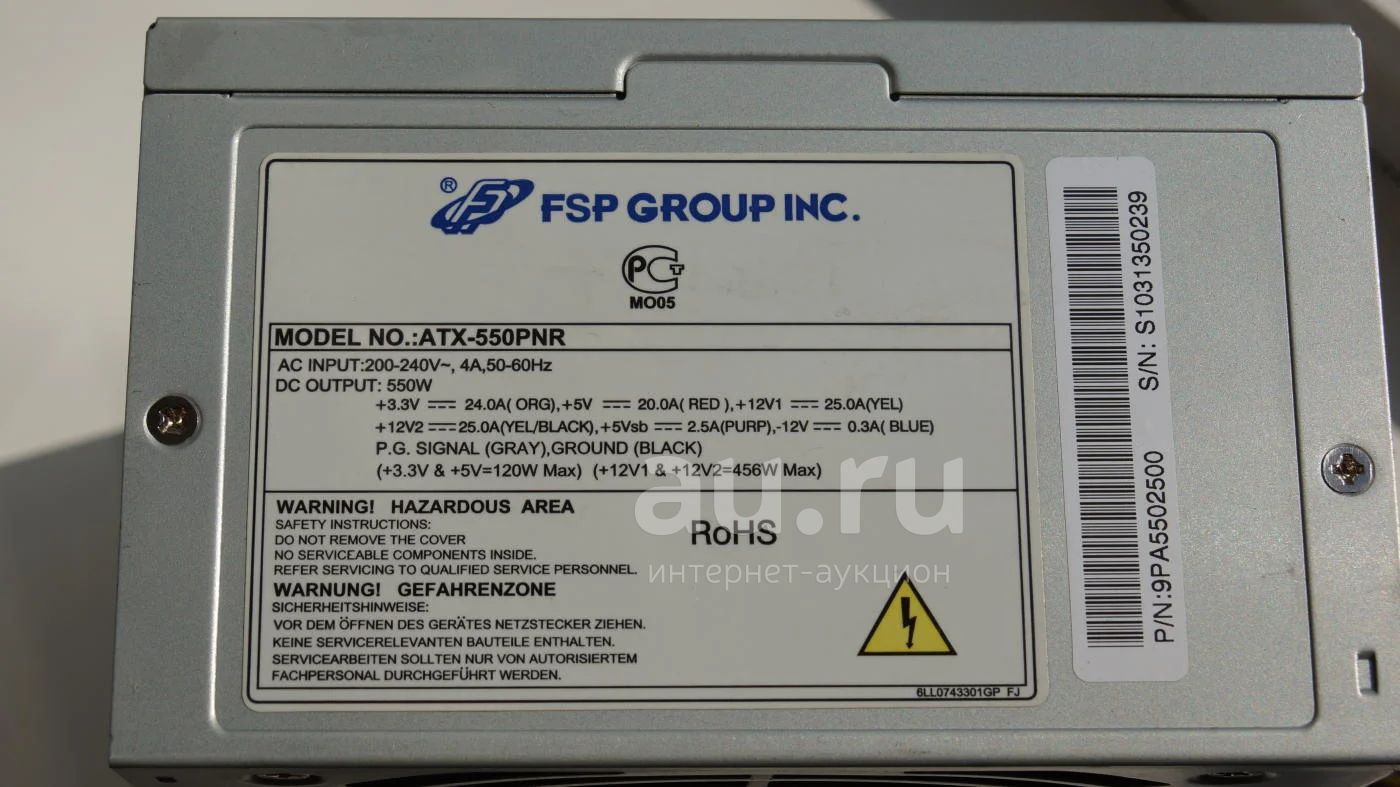 ® FSP GROUP INC.
РСТ
MO05
MODEL NO.:ATX-550PNR
AC INPUT:200-240V~, 4A,50-60Hz
DC OUTPUT: 550W
+3.3V ⎓ 24.0A( ORG),+5V ⎓ 20.0A( RED ),+12V1 ⎓ 25.0A(YEL)
+12V2 ⎓ 25.0A(YEL/BLACK),+5Vsb ⎓ 2.5A(PURP),-12V ⎓ 0.3A( BLUE)
P.G. SIGNAL (GRAY),GROUND (BLACK)
(+3.3V & +5V=120W Max) (+12V1 & +12V2=456W Max)
WARNING! HAZARDOUS AREA
SAFETY INSTRUCTIONS:
DO NOT REMOVE THE COVER
NO SERVICEABLE COMPONENTS INSIDE.
REFER SERVICING TO QUALIFIED SERVICE PERSONNEL.
WARNUNG! GEFAHRENZONE
SICHERHEITSHINWEISE:
VOR DEM ÖFFNEN DES GERÄTES NETZSTECKER ZIEHEN.
KEINE SERVICERELEVANTEN BAUTEILE ENTHALTEN.
SERVICEARBEITEN SOLLTEN NUR VON AUTORISIERTEM
FACHPERSONAL DURCHGEFÜHRT WERDEN.
RoHS
6LL0743301GP FJ
P/N:9PA5502500 S/N: S1031350239
au.ru
интернет-аукцион